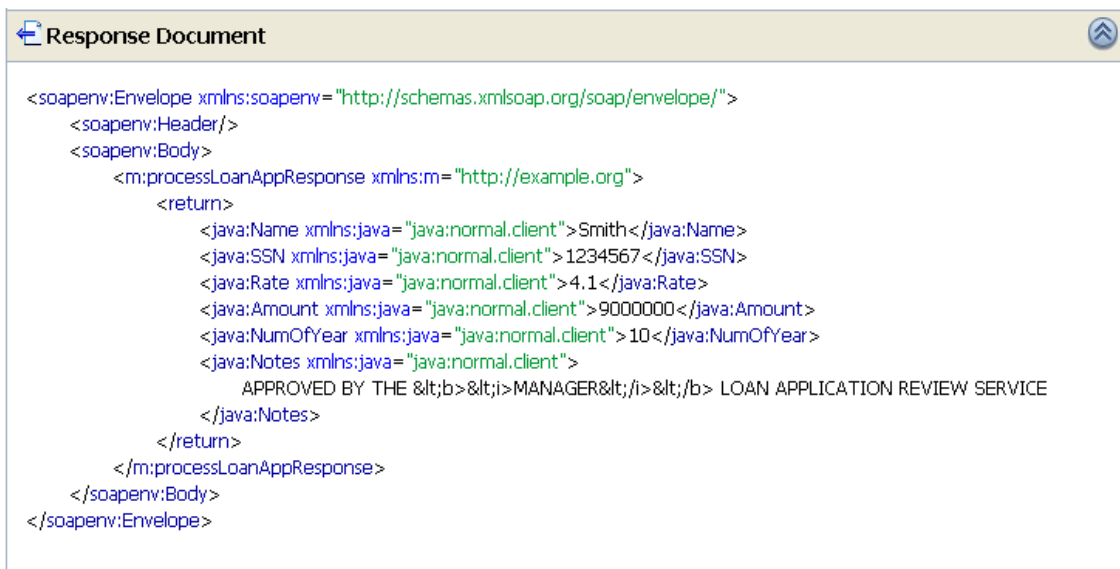 Response Document
<soapenv:Envelope xmlns:soapenv="http://schemas.xmlsoap.org/soap/envelope/">
<soapenv:Header/>
<soapenv:Body>
<m:processLoanAppResponse xmlns:m="http://example.org">
<return>
<java:Name xmlns:java="java:normal.client">Smith</java:Name>
<java:SSN xmlns:java="java:normal.client">1234567</java:SSN>
<java:Rate xmlns:java="java:normal.client">4.1</java:Rate>
<java:Amount xmlns:java="java:normal.client">9000000</java:Amount>
<java:NumOfYear xmlns:java="java:normal.client">10</java:NumOfYear>
<java:Notes xmlns:java="java:normal.client">
APPROVED BY THE &lt;b>&lt;i>MANAGER&lt;/i>&lt;/b> LOAN APPLICATION REVIEW SERVICE
</java:Notes>
</return>
</m:processLoanAppResponse>
</soapenv:Body>
</soapenv:Envelope>